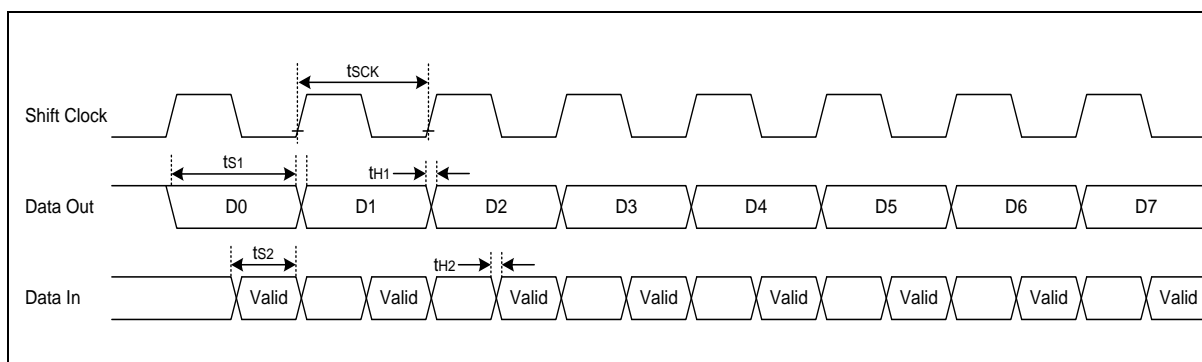 tSCK
Shift Clock
tS1
tH1
Data Out D0 D1 D2 D3 D4 D5 D6 D7
tS2
tH2
Data In Valid Valid Valid Valid Valid Valid Valid Valid